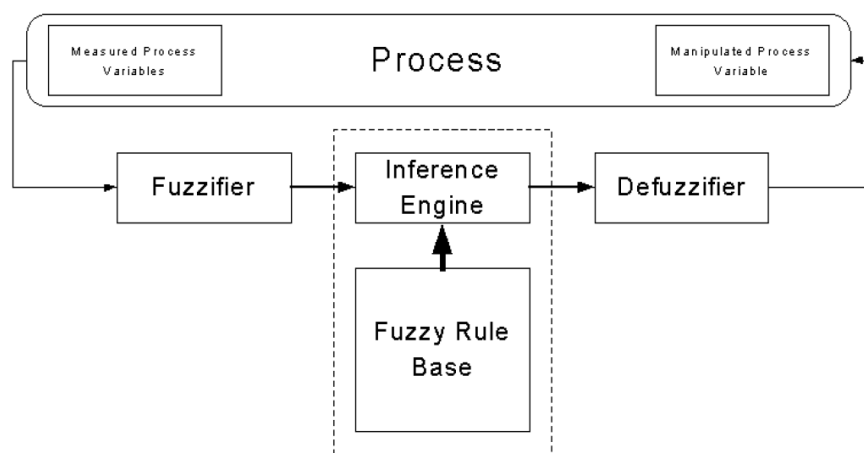 Measured Process
Variables
Process
Manipulated Process
Variable
Fuzzifier
Inference
Engine
Defuzzifier
Fuzzy Rule
Base